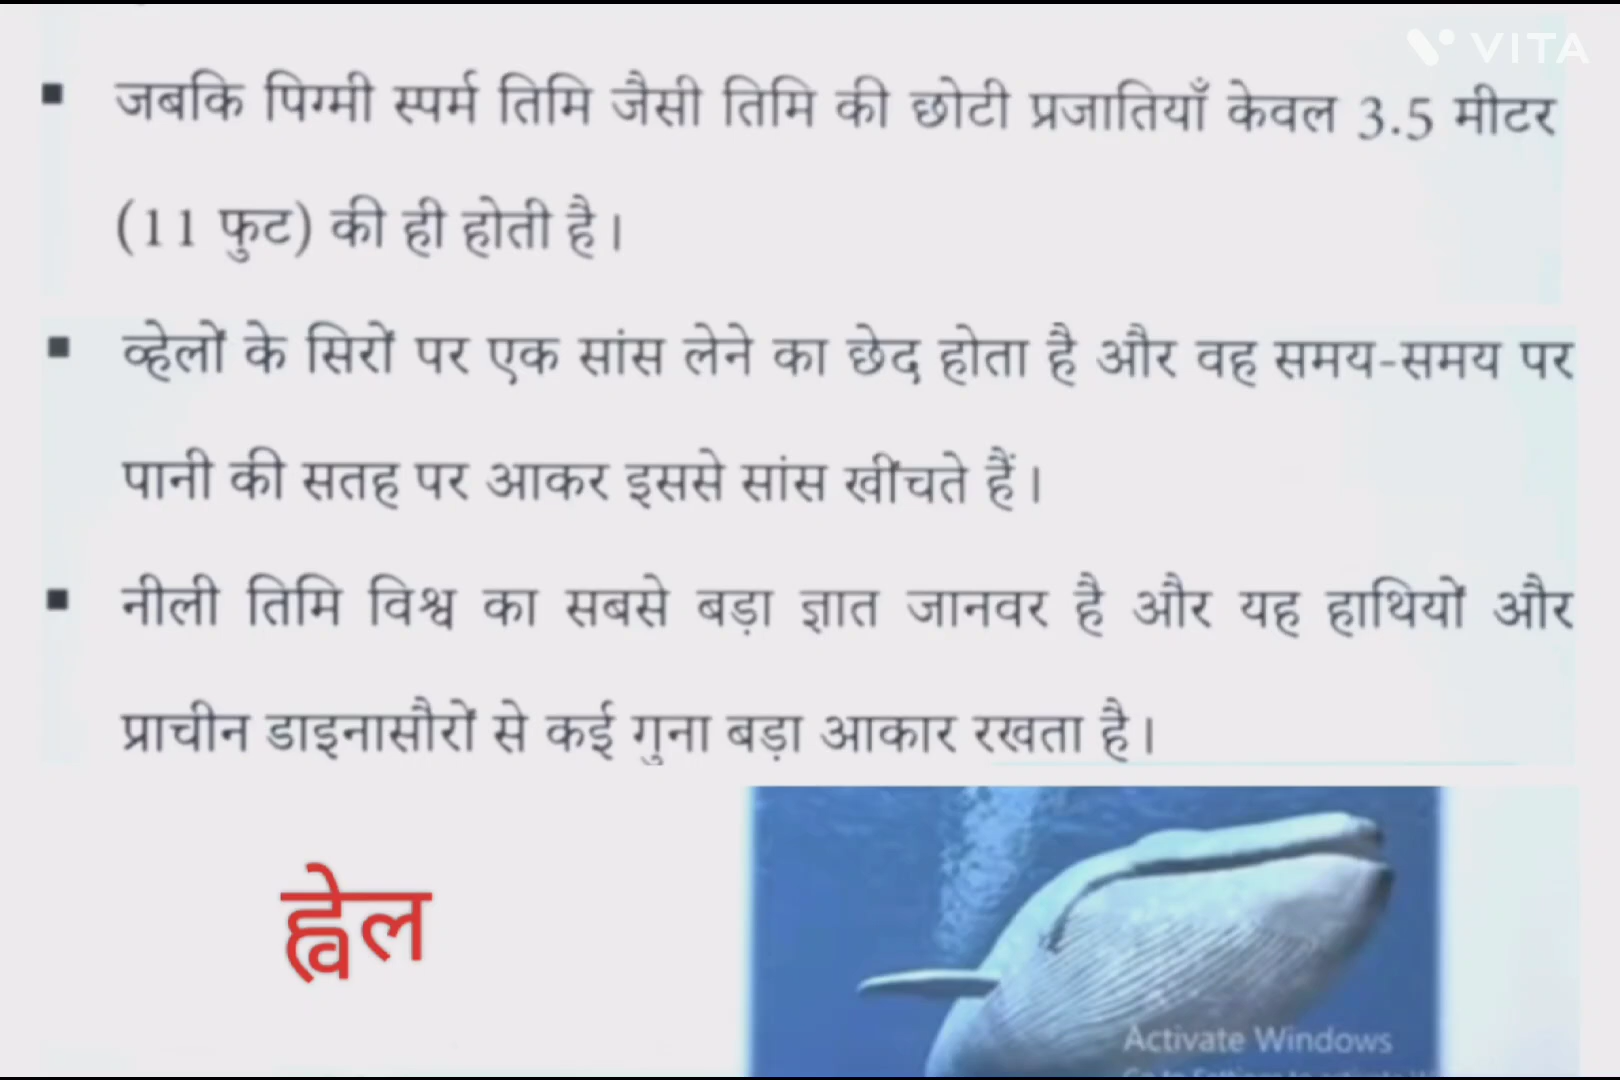 VITA
▪ जबकि पिग्मी स्पर्म तिमि जैसी तिमि की छोटी प्रजातियाँ केवल 3.5 मीटर
(11 फुट) की ही होती है।
▪ व्हेलों के सिरों पर एक सांस लेने का छेद होता है और वह समय-समय पर
पानी की सतह पर आकर इससे सांस खींचते हैं।
▪ नीली तिमि विश्व का सबसे बड़ा ज्ञात जानवर है और यह हाथियों और
प्राचीन डाइनासौरों से कई गुना बड़ा आकार रखता है।
ह्वेल
Activate Windows